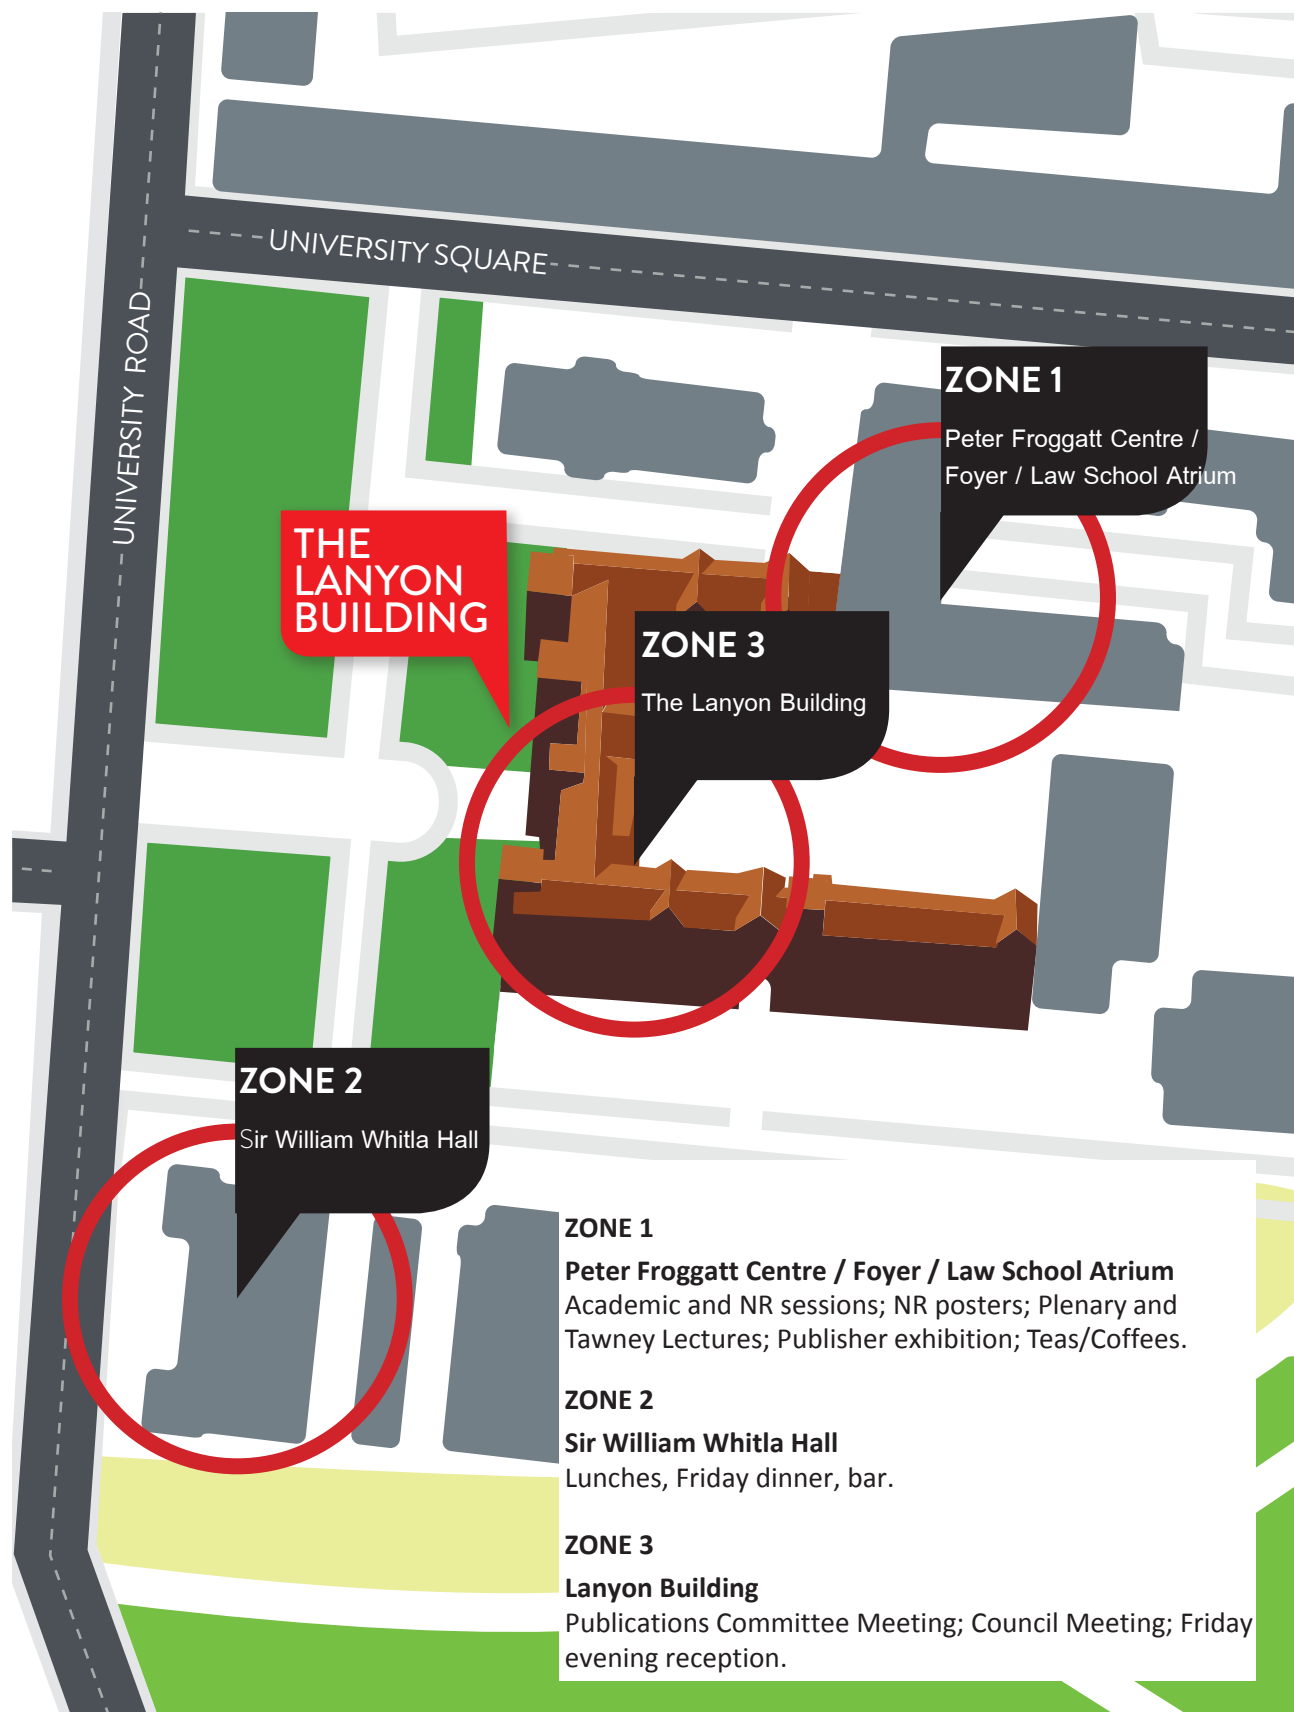 UNIVERSITY SQUARE
UNIVERSITY ROAD
ZONE 1
Peter Froggatt Centre /
Foyer / Law School Atrium
THE
LANYON
BUILDING
ZONE 3
The Lanyon Building
ZONE 2
Sir William Whitla Hall
ZONE 1
Peter Froggatt Centre / Foyer / Law School Atrium
Academic and NR sessions; NR posters; Plenary and
Tawney Lectures; Publisher exhibition; Teas/Coffees.
ZONE 2
Sir William Whitla Hall
Lunches, Friday dinner, bar.
ZONE 3
Lanyon Building
Publications Committee Meeting; Council Meeting; Friday
evening reception.